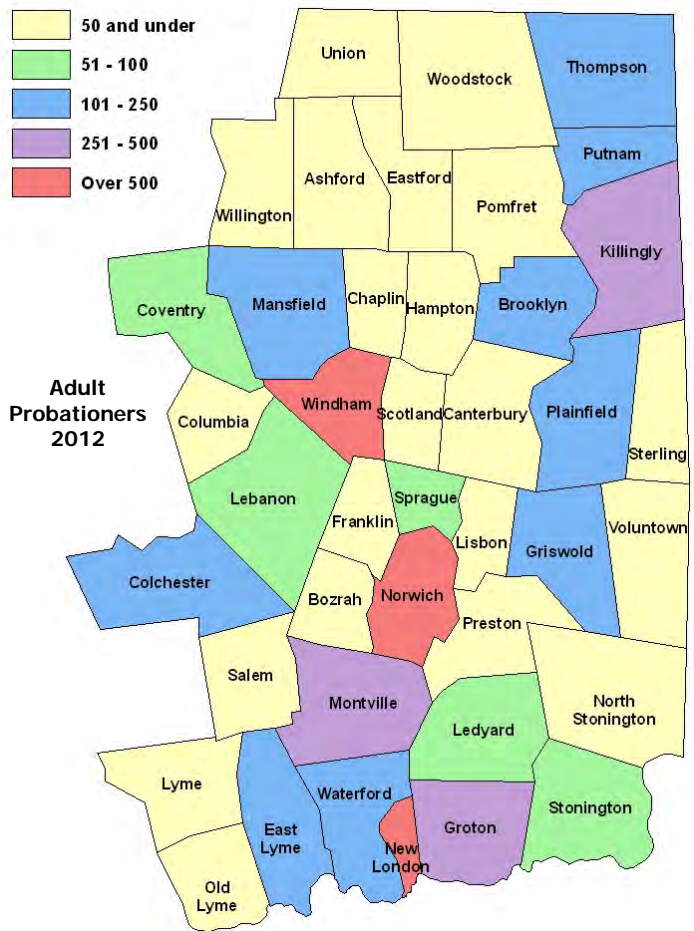 50 and under
51 - 100
101 - 250
251 - 500
Over 500
Union
Woodstock
Thompson
Putnam
Willington
Ashford
Eastford
Pomfret
Killingly
Coventry
Mansfield
Chaplin
Hampton
Brooklyn
Adult
Probationers
2012
Columbia
Windham
Scotland
Canterbury
Plainfield
Sterling
Lebanon
Franklin
Sprague
Lisbon
Griswold
Voluntown
Colchester
Bozrah
Norwich
Preston
Salem
Montville
Ledyard
North
Stonington
Lyme
East
Lyme
Waterford
New
London
Groton
Stonington
Old
Lyme